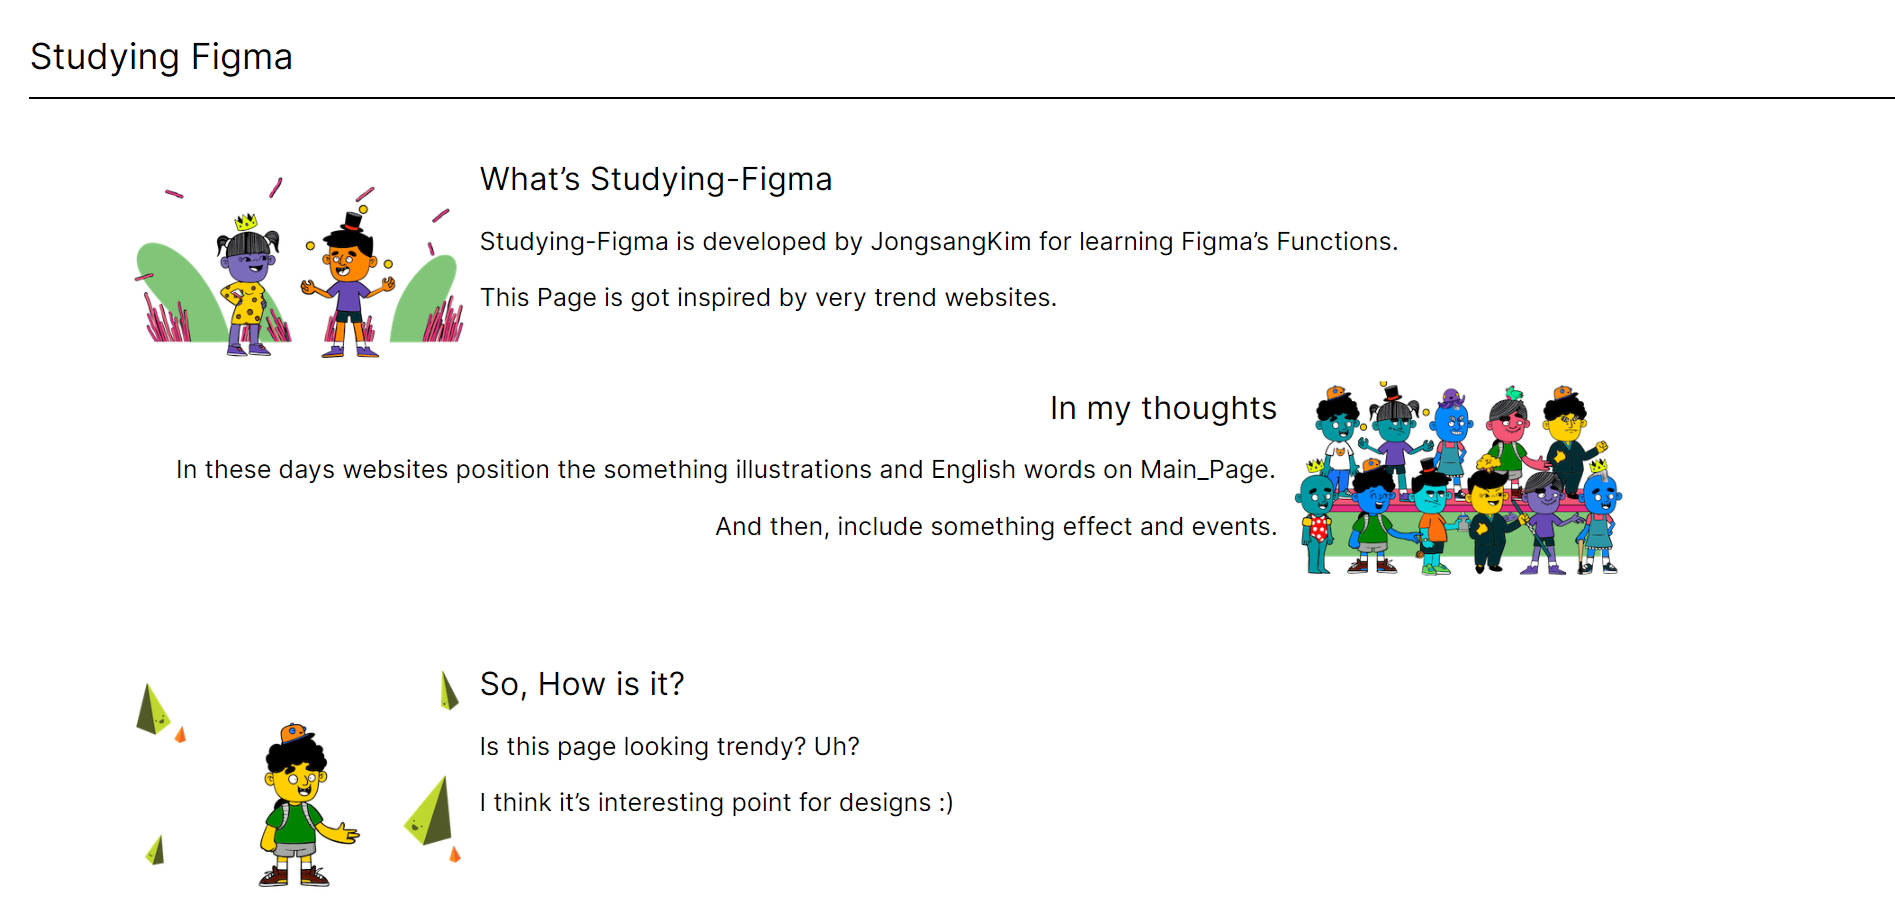 Studying Figma
What’s Studying-Figma
Studying-Figma is developed by JongsangKim for learning Figma’s Functions.
This Page is got inspired by very trend websites.
In my thoughts
In these days websites position the something illustrations and English words on Main_Page.
And then, include something effect and events.
So, How is it?
Is this page looking trendy? Uh?
I think it’s interesting point for designs :)